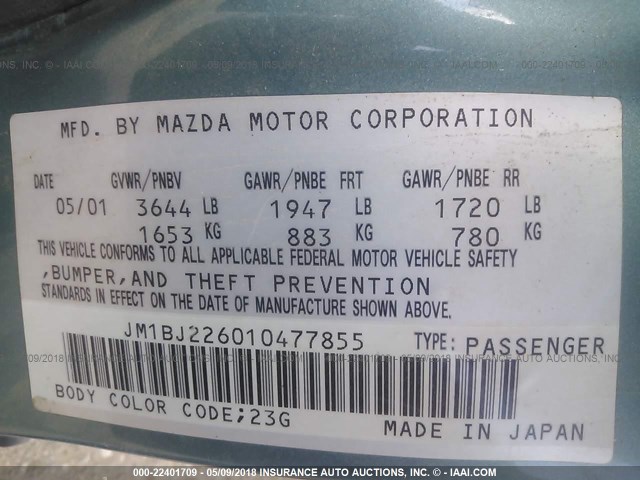 MFD. BY MAZDA MOTOR CORPORATION
DATE GVWR/PNBV GAWR/PNBE FRT GAWR/PNBE RR
05/01 3644 LB 1947 LB 1720 LB
1653 KG 883 KG 780 KG
THIS VEHICLE CONFORMS TO ALL APPLICABLE FEDERAL MOTOR VEHICLE SAFETY
,BUMPER,AND THEFT PREVENTION
STANDARDS IN EFFECT ON THE DATE OF MANUFACTURE SHOWN ABOVE.
JM1BJ226010477855 TYPE: PASSENGER
BODY COLOR CODE;23G
MADE IN JAPAN
000-22401709 - 05/09/2018 INSURANCE AUTO AUCTIONS, INC. - © IAAI.COM